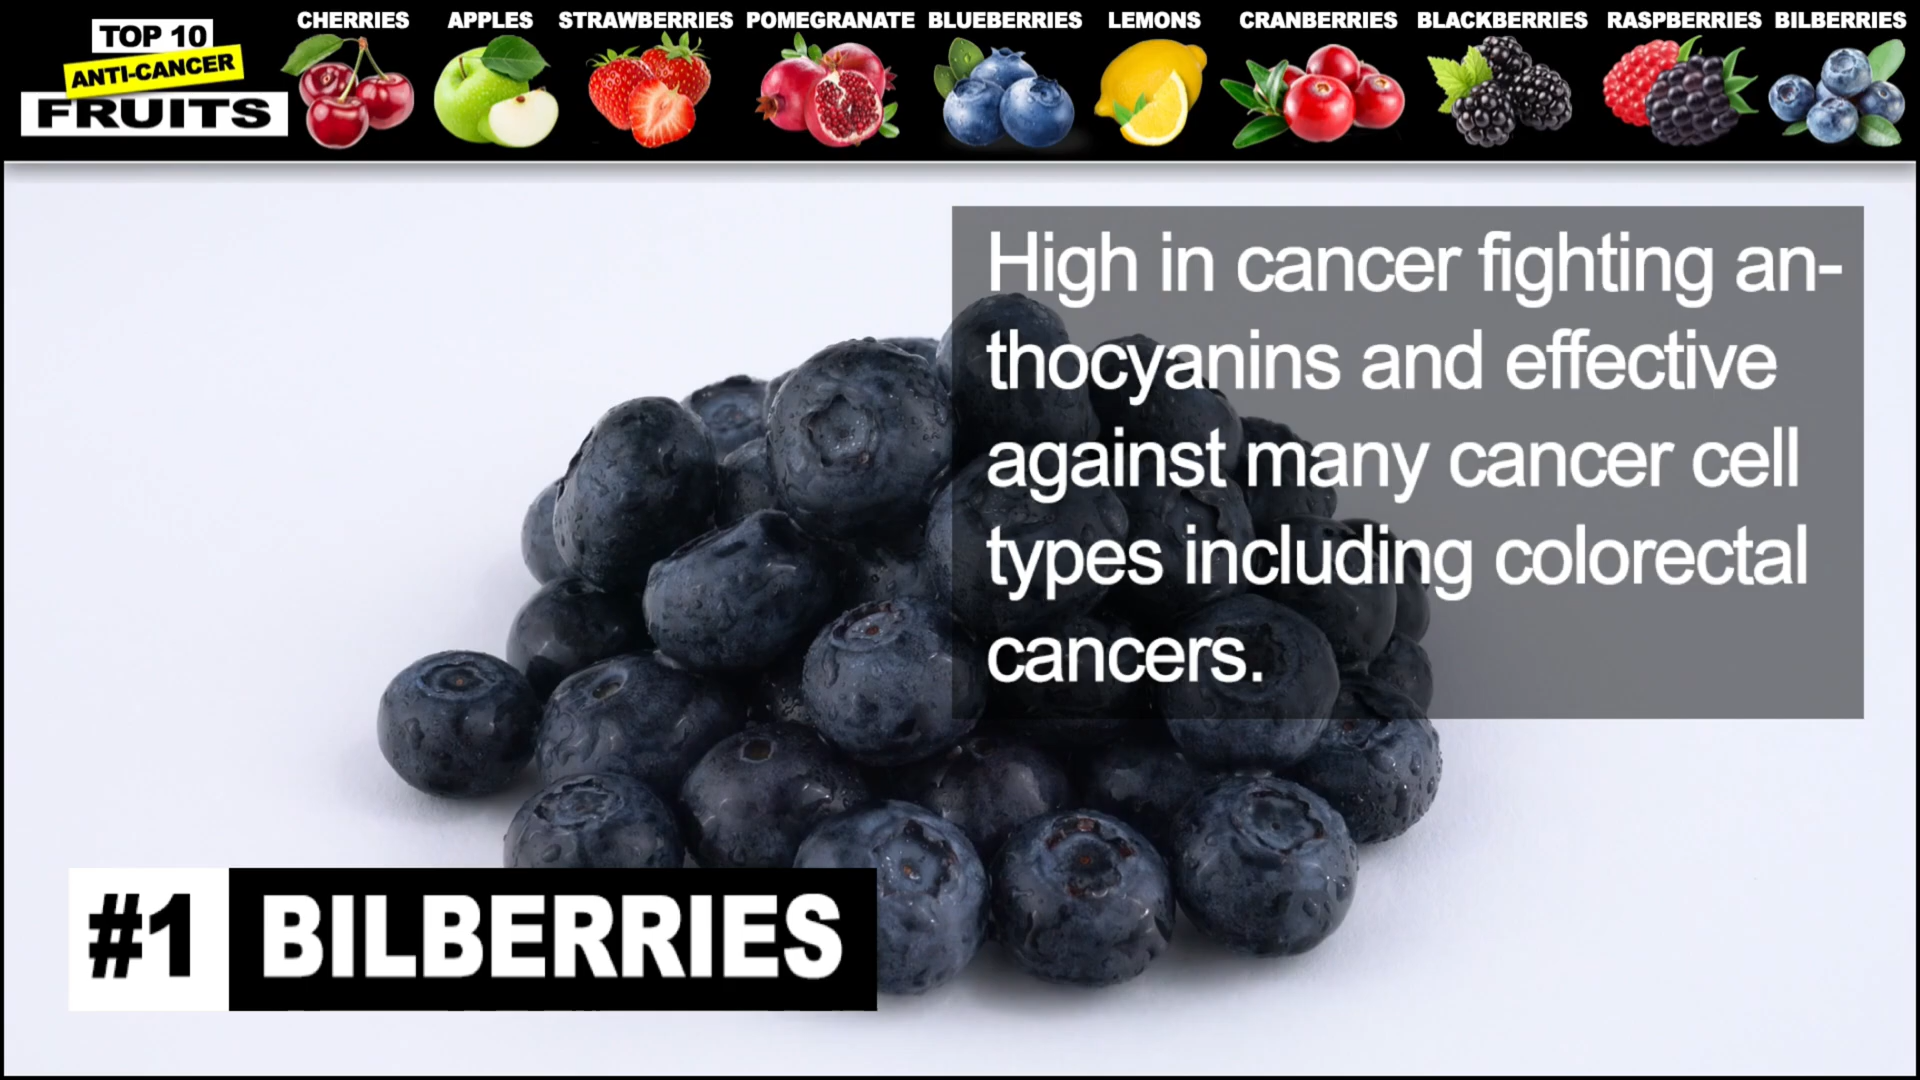 TOP 10
ANTI-CANCER
FRUITS
CHERRIES
APPLES
STRAWBERRIES
POMEGRANATE
BLUEBERRIES
LEMONS
CRANBERRIES
BLACKBERRIES
RASPBERRIES
BILBERRIES
High in cancer fighting an-
thocyanins and effective
against many cancer cell
types including colorectal
cancers.
#1 BILBERRIES